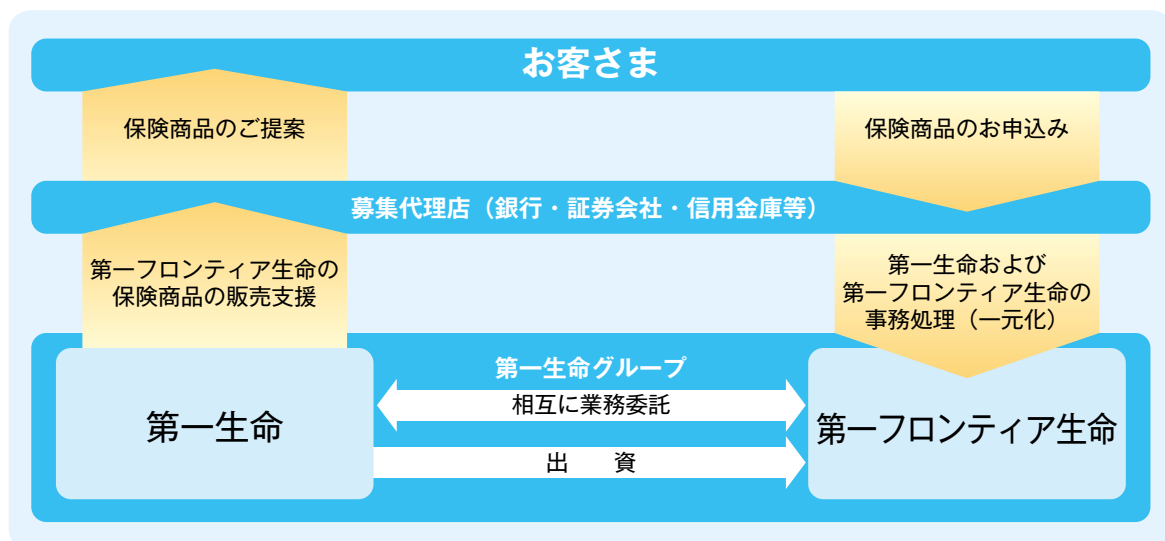 お客さま
保険商品のご提案
保険商品のお申込み
募集代理店（銀行・証券会社・信用金庫等）
第一フロンティア生命の
保険商品の販売支援
第一生命および
第一フロンティア生命の
事務処理（一元化）
第一生命グループ
相互に業務委託
第一生命
第一フロンティア生命
出　　資